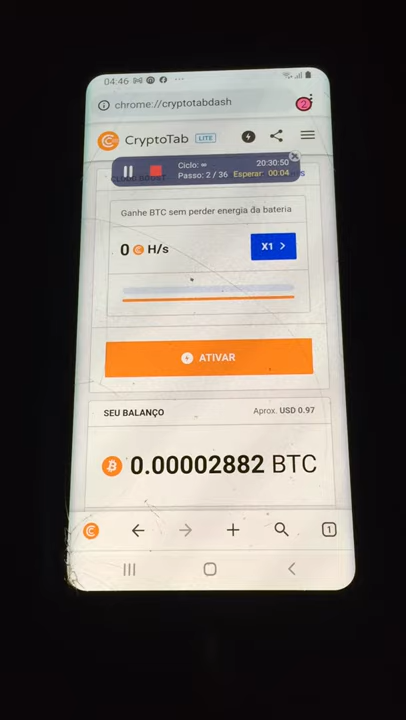 04:46
chrome://cryptotabdash
2
CryptoTab LITE
Ciclo: ∞ 20:30:50
Passo: 2 / 36 Esperar: 00:04
Ganhe BTC sem perder energia da bateria
0 H/s X1 >
ATIVAR
SEU BALANÇO Aprox. USD 0.97
0.00002882 BTC
1